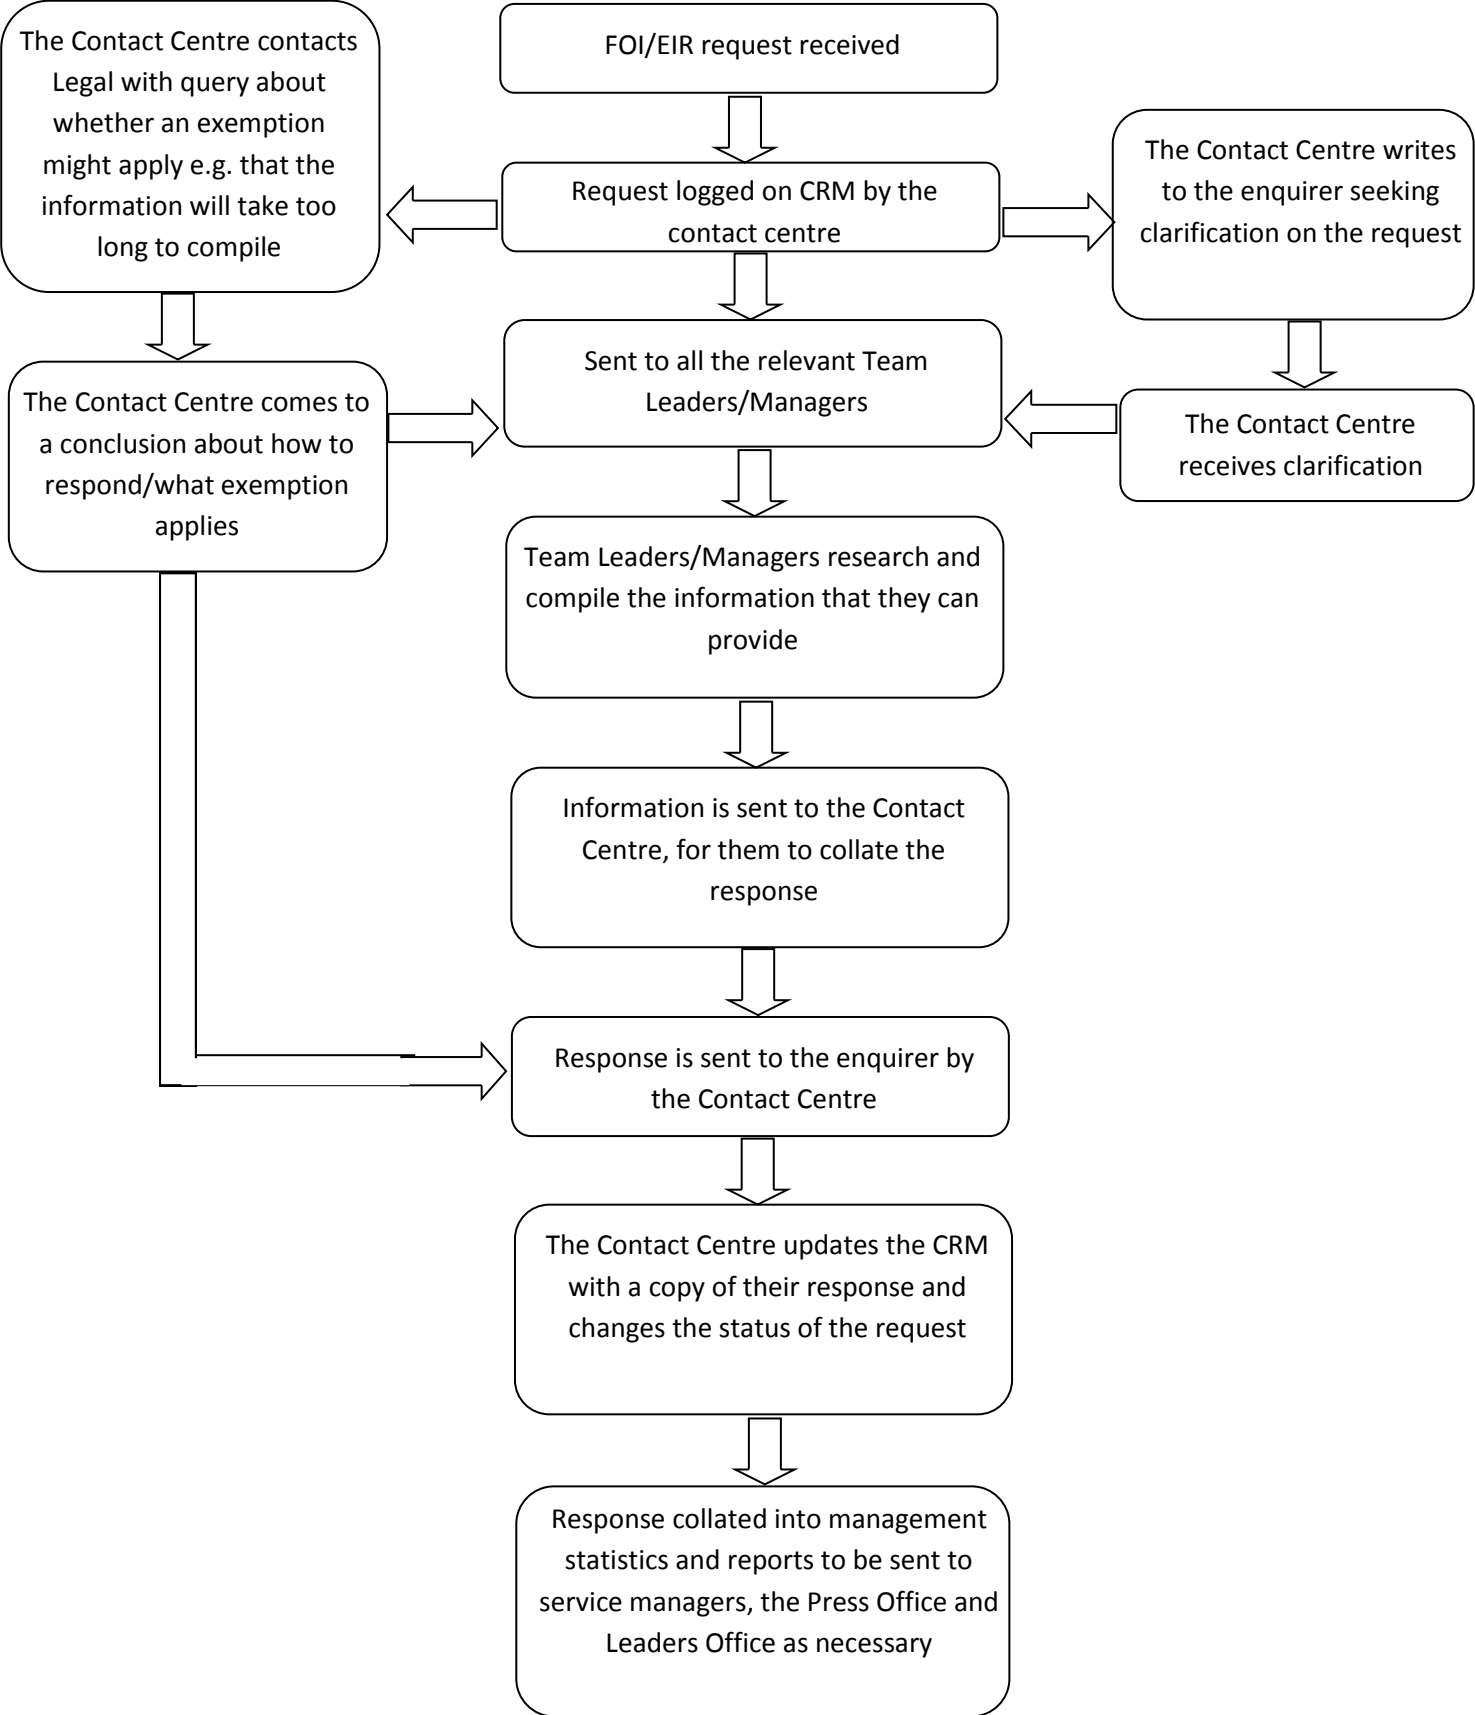 The Contact Centre contacts
Legal with query about
whether an exemption
might apply e.g. that the
information will take too
long to compile
FOI/EIR request received
Request logged on CRM by the
contact centre
The Contact Centre writes
to the enquirer seeking
clarification on the request
The Contact Centre comes to
a conclusion about how to
respond/what exemption
applies
Sent to all the relevant Team
Leaders/Managers
The Contact Centre
receives clarification
Team Leaders/Managers research and
compile the information that they can
provide
Information is sent to the Contact
Centre, for them to collate the
response
Response is sent to the enquirer by
the Contact Centre
The Contact Centre updates the CRM
with a copy of their response and
changes the status of the request
Response collated into management
statistics and reports to be sent to
service managers, the Press Office and
Leaders Office as necessary